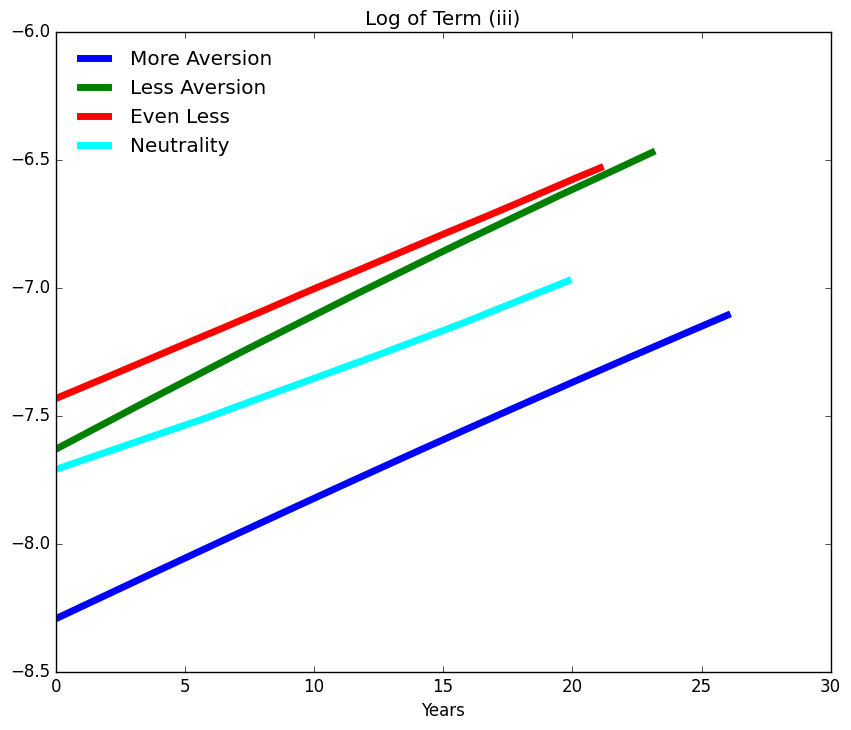 Log of Term (iii)
−6.0
−6.5
−7.0
−7.5
−8.0
−8.5
More Aversion
Less Aversion
Even Less
Neutrality
0 5 10 15 20 25 30
Years